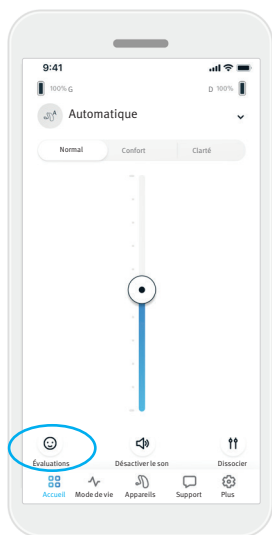 9:41
100% G D 100%
Automatique
Normal Confort Clarté
Évaluations Désactiver le son Dissocier
Accueil Mode de vie Appareils Support Plus